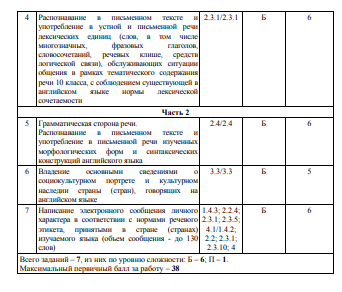 4 Распознавание в письменном тексте и 2.3.1/2.3.1 Б 6
употребление в устной и письменной речи
лексических единиц (слов, в том числе
многозначных, фразовых глаголов,
словосочетаний, речевых клише, средств
логической связи), обслуживающих ситуации
общения в рамках тематического содержания
речи 10 класса, с соблюдением существующей в
английском языке нормы лексической
сочетаемости
Часть 2
5 Грамматическая сторона речи. 2.4/2.4 Б 6
Распознавание в письменном тексте и
употребление в письменной речи изученных
морфологических форм и синтаксических
конструкций английского языка
6 Владение основными сведениями о 3.3/3.3 Б 5
социокультурном портрете и культурном
наследии страны (стран), говорящих на
английском языке
7 Написание электронного сообщения личного 1.4.3; 2.2.4; Б 6
характера в соответствии с нормами речевого 2.3.1; 2.3.5;
этикета, принятыми в стране (странах) 4.1/1.4.2;
изучаемого языка (объем сообщения - до 130 2.2; 2.3.1;
слов) 2.3.10; 4
Всего заданий – 7, из них по уровню сложности: Б – 6; П – 1.
Максимальный первичный балл за работу – 38